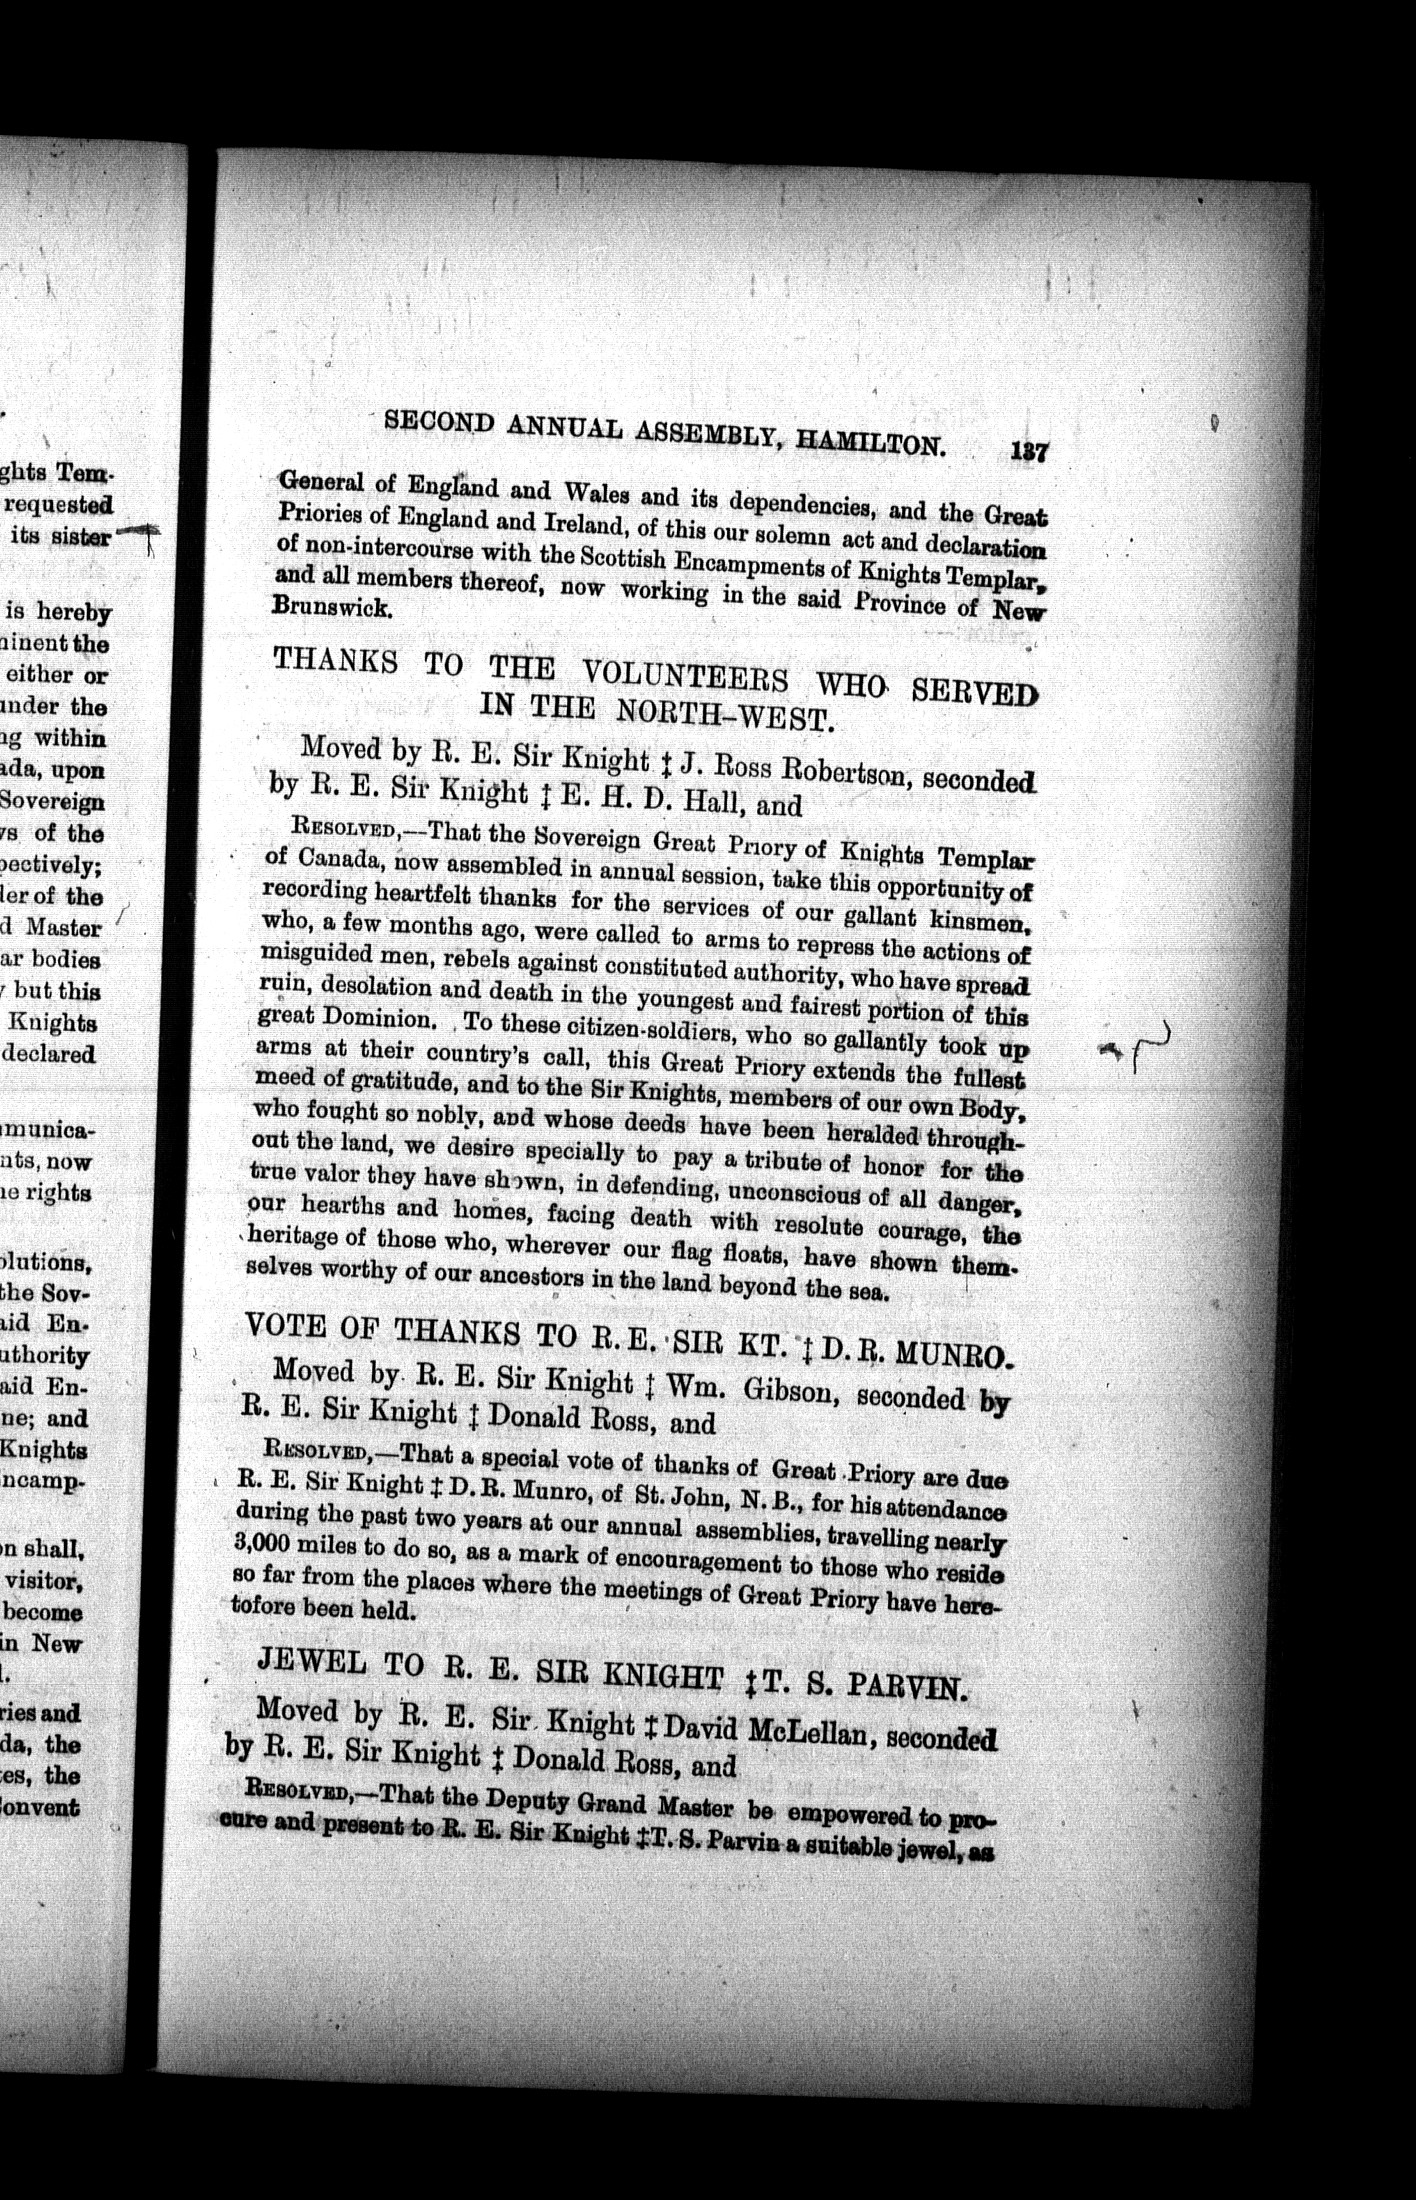 SECOND ANNUAL ASSEMBLY, HAMILTON. 137
General of England and Wales and its dependencies, and the Great
Priories of England and Ireland, of this our solemn act and declaration
of non-intercourse with the Scottish Encampments of Knights Templar,
and all members thereof, now working in the said Province of New
Brunswick.
THANKS TO THE VOLUNTEERS WHO SERVED
IN THE NORTH-WEST.
Moved by R. E. Sir Knight ‡ J. Ross Robertson, seconded
by R. E. Sir Knight ‡ E. H. D. Hall, and
RESOLVED,—That the Sovereign Great Priory of Knights Templar
of Canada, now assembled in annual session, take this opportunity of
recording heartfelt thanks for the services of our gallant kinsmen,
who, a few months ago, were called to arms to repress the actions of
misguided men, rebels against constituted authority, who have spread
ruin, desolation and death in the youngest and fairest portion of this
great Dominion. To these citizen-soldiers, who so gallantly took up
arms at their country's call, this Great Priory extends the fullest
meed of gratitude, and to the Sir Knights, members of our own Body,
who fought so nobly, and whose deeds have been heralded through-
out the land, we desire specially to pay a tribute of honor for the
true valor they have shown, in defending, unconscious of all danger,
our hearths and homes, facing death with resolute courage, the
heritage of those who, wherever our flag floats, have shown them-
selves worthy of our ancestors in the land beyond the sea.
VOTE OF THANKS TO R. E. SIR KT. ‡ D. R. MUNRO.
Moved by R. E. Sir Knight ‡ Wm. Gibson, seconded by
R. E. Sir Knight ‡ Donald Ross, and
RESOLVED,—That a special vote of thanks of Great Priory are due
R. E. Sir Knight ‡ D. R. Munro, of St. John, N. B., for his attendance
during the past two years at our annual assemblies, travelling nearly
3,000 miles to do so, as a mark of encouragement to those who reside
so far from the places where the meetings of Great Priory have here-
tofore been held.
JEWEL TO R. E. SIR KNIGHT ‡T. S. PARVIN.
Moved by R. E. Sir Knight ‡ David McLellan, seconded
by R. E. Sir Knight ‡ Donald Ross, and
RESOLVED,—That the Deputy Grand Master be empowered to pro-
cure and present to R. E. Sir Knight ‡T. S. Parvin a suitable jewel, as